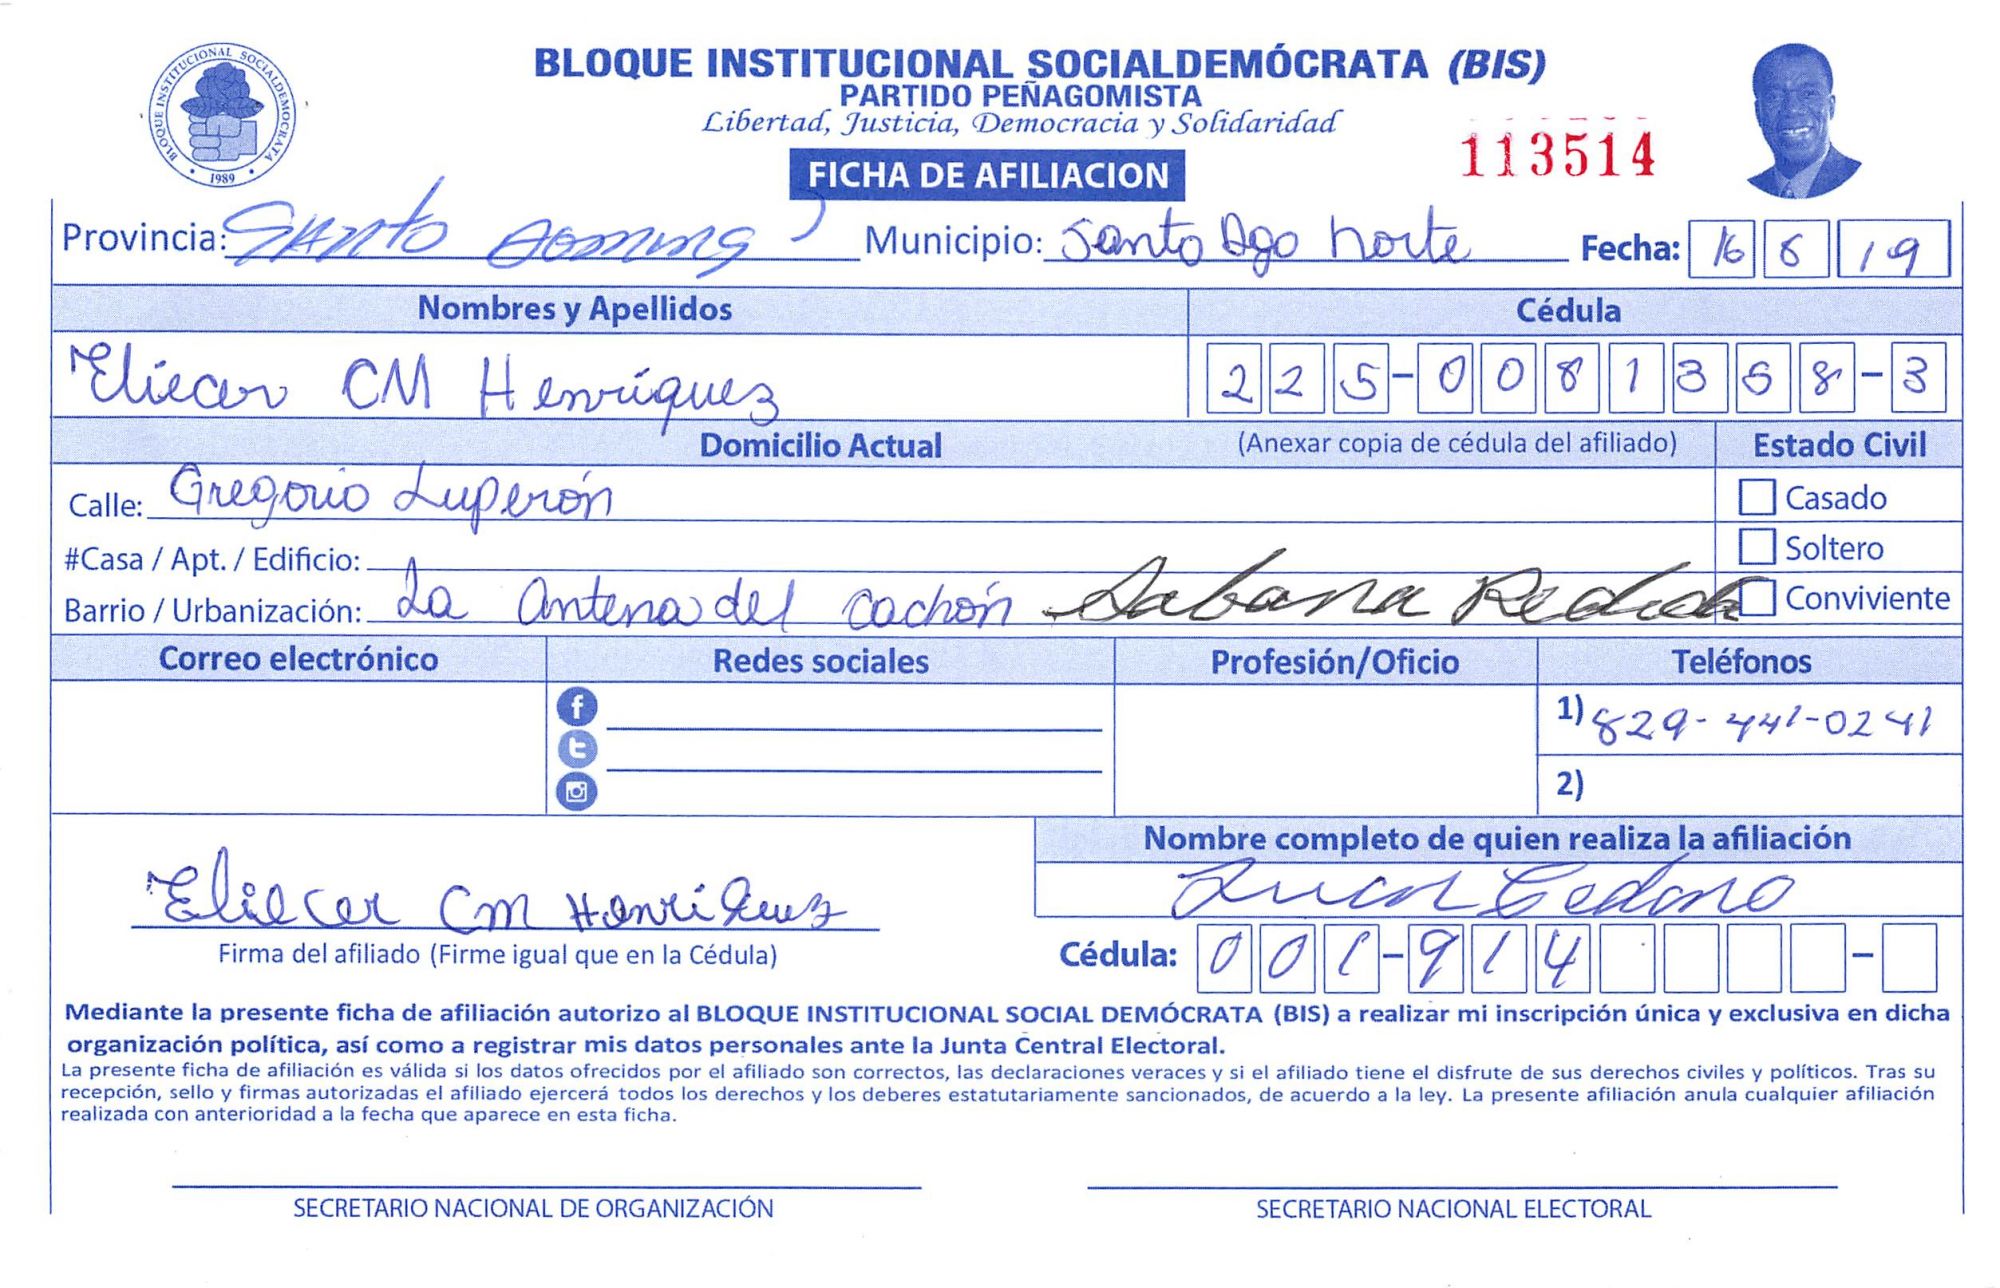 BLOQUE INSTITUCIONAL SOCIALDEMÓCRATA
1989
BLOQUE INSTITUCIONAL SOCIALDEMÓCRATA (BIS)
PARTIDO PEÑAGOMISTA
Libertad, Justicia, Democracia y Solidaridad
FICHA DE AFILIACION
113514
Provincia: Santo Domingo Municipio: Santo Dgo Norte Fecha: 16 6 19
Nombres y Apellidos Cédula
Eliecer CM Henríquez 225-0081368-3
Domicilio Actual (Anexar copia de cédula del afiliado) Estado Civil
Calle: Gregorio Luperón Casado
#Casa / Apt. / Edificio: Soltero
Barrio / Urbanización: La Antena del Cachón Sabana Perdida Conviviente
Correo electrónico Redes sociales Profesión/Oficio Teléfonos
1) 829-441-0241
2)
Nombre completo de quien realiza la afiliación
Eliecer CM Henriquez
Firma del afiliado (Firme igual que en la Cédula) Cédula: 001-914
Mediante la presente ficha de afiliación autorizo al BLOQUE INSTITUCIONAL SOCIAL DEMÓCRATA (BIS) a realizar mi inscripción única y exclusiva en dicha
organización política, así como a registrar mis datos personales ante la Junta Central Electoral.
La presente ficha de afiliación es válida si los datos ofrecidos por el afiliado son correctos, las declaraciones veraces y si el afiliado tiene el disfrute de sus derechos civiles y políticos. Tras su
recepción, sello y firmas autorizadas el afiliado ejercerá todos los derechos y los deberes estatutariamente sancionados, de acuerdo a la ley. La presente afiliación anula cualquier afiliación
realizada con anterioridad a la fecha que aparece en esta ficha.
SECRETARIO NACIONAL DE ORGANIZACIÓN SECRETARIO NACIONAL ELECTORAL